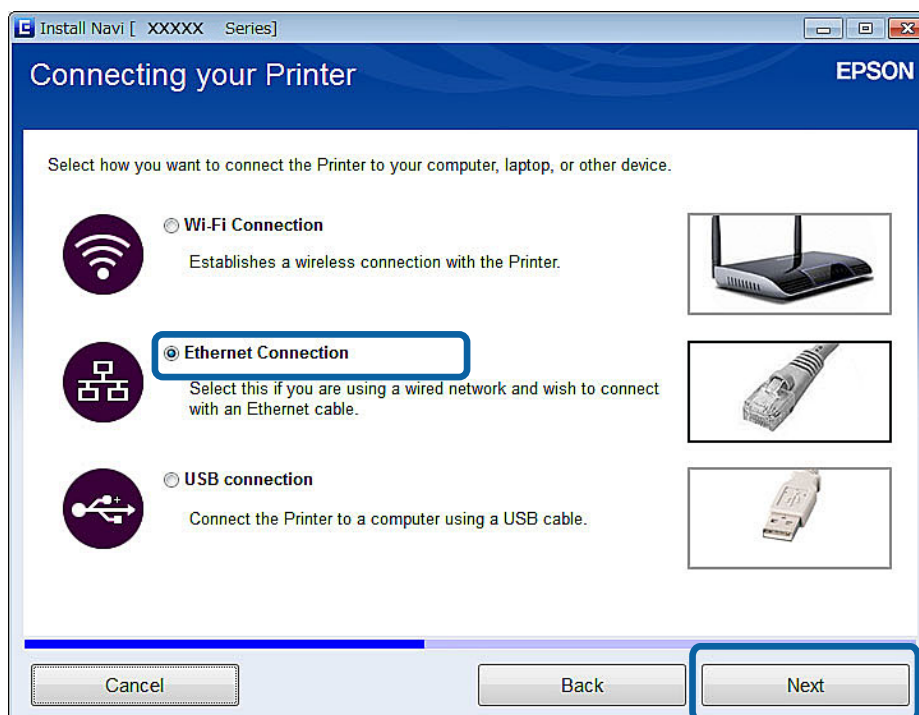 Install Navi [ XXXXX Series]
Connecting your Printer
EPSON
Select how you want to connect the Printer to your computer, laptop, or other device.
Wi-Fi Connection
Establishes a wireless connection with the Printer.
Ethernet Connection
Select this if you are using a wired network and wish to connect
with an Ethernet cable.
USB connection
Connect the Printer to a computer using a USB cable.
Cancel
Back
Next